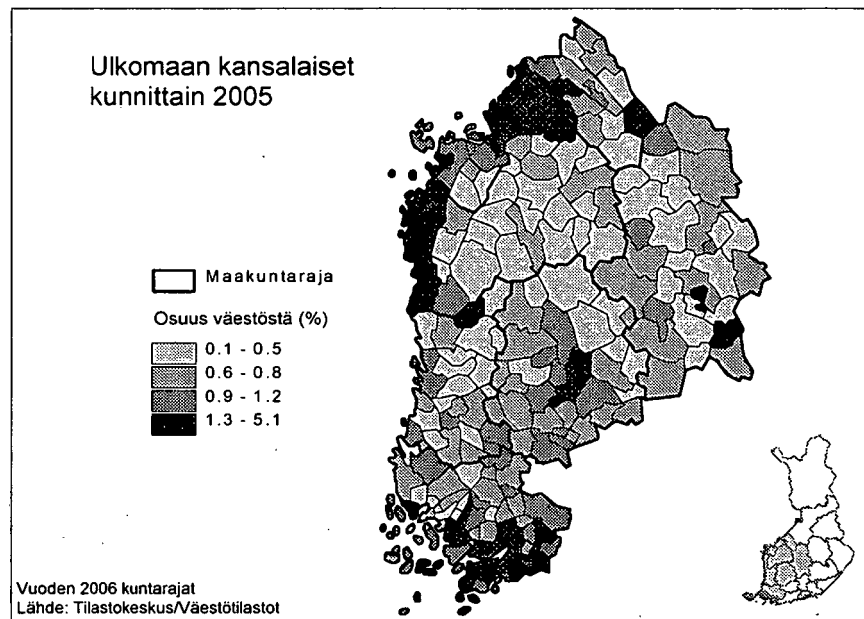 Ulkomaan kansalaiset
kunnittain 2005
Maakuntaraja
Osuus väestöstä (%)
0.1 - 0.5
0.6 - 0.8
0.9 - 1.2
1.3 - 5.1
Vuoden 2006 kuntarajat
Lähde: Tilastokeskus/Väestötilastot